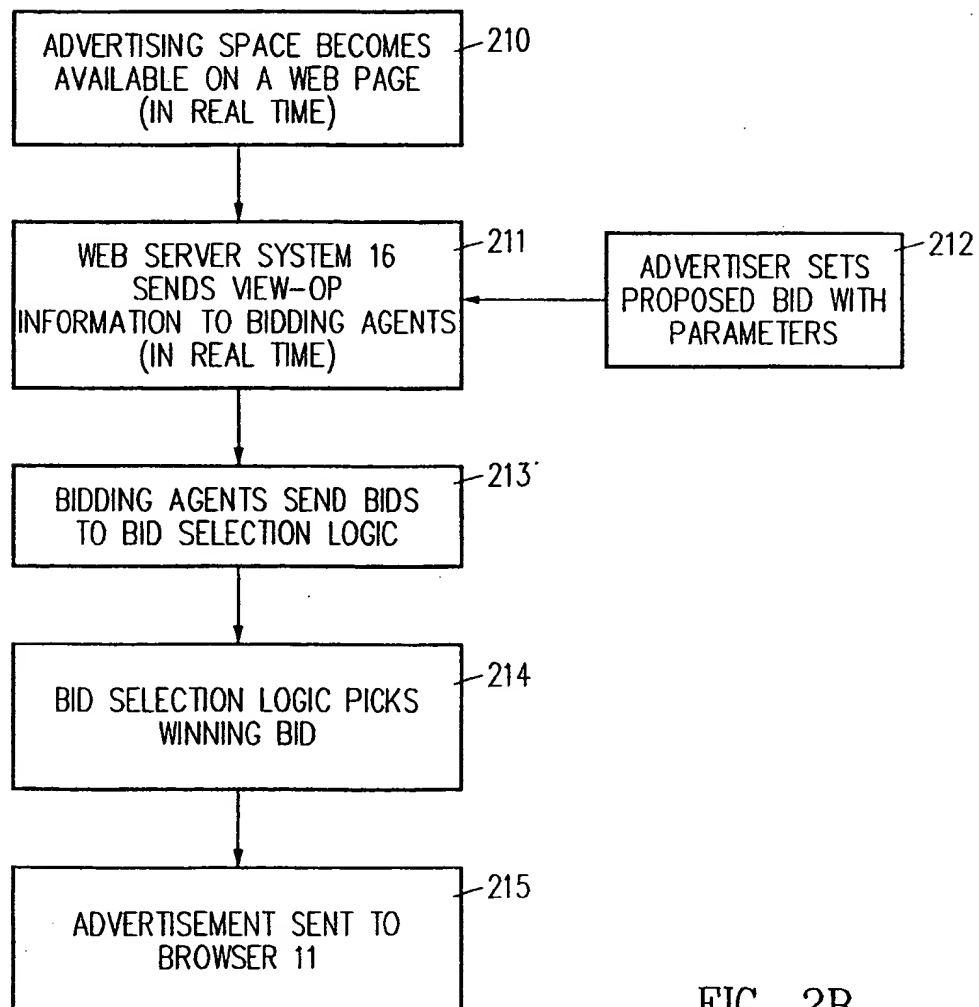 ADVERTISING SPACE BECOMES
AVAILABLE ON A WEB PAGE
(IN REAL TIME)
210
WEB SERVER SYSTEM 16
SENDS VIEW-OP
INFORMATION TO BIDDING AGENTS
(IN REAL TIME)
211
ADVERTISER SETS
PROPOSED BID WITH
PARAMETERS
212
BIDDING AGENTS SEND BIDS
TO BID SELECTION LOGIC
213
BID SELECTION LOGIC PICKS
WINNING BID
214
ADVERTISEMENT SENT TO
BROWSER 11
215
FIG. 2B